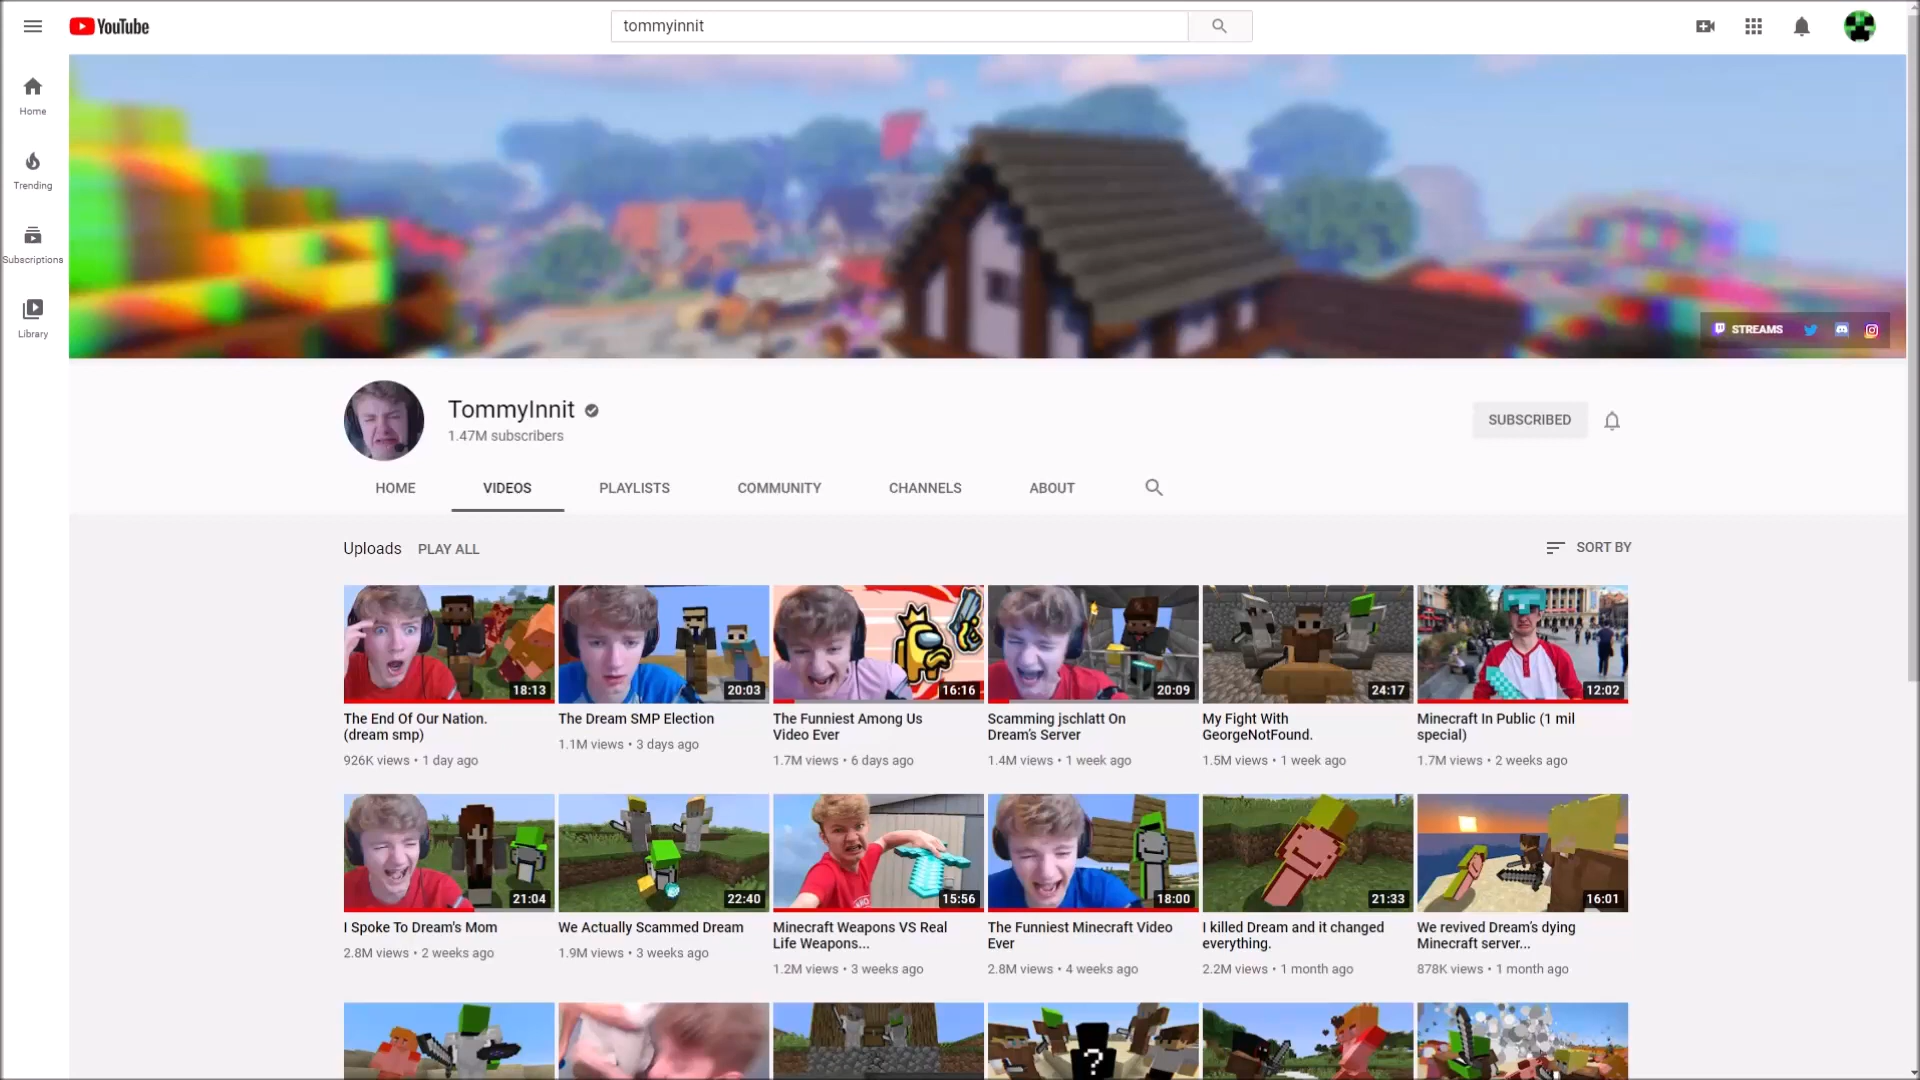 YouTube
tommyinnit
Home
Trending
Subscriptions
Library
STREAMS
TommyInnit
1.47M subscribers
SUBSCRIBED
HOME
VIDEOS
PLAYLISTS
COMMUNITY
CHANNELS
ABOUT
Uploads
PLAY ALL
SORT BY
18:13
20:03
16:16
20:09
24:17
12:02
The End Of Our Nation.
(dream smp)
926K views • 1 day ago
The Dream SMP Election
1.1M views • 3 days ago
The Funniest Among Us
Video Ever
1.7M views • 6 days ago
Scamming jschlatt On
Dream's Server
1.4M views • 1 week ago
My Fight With
GeorgeNotFound.
1.5M views • 1 week ago
Minecraft In Public (1 mil
special)
1.7M views • 2 weeks ago
21:04
22:40
15:56
18:00
21:33
16:01
I Spoke To Dream's Mom
2.8M views • 2 weeks ago
We Actually Scammed Dream
1.9M views • 3 weeks ago
Minecraft Weapons VS Real
Life Weapons...
1.2M views • 3 weeks ago
The Funniest Minecraft Video
Ever
2.8M views • 4 weeks ago
I killed Dream and it changed
everything.
2.2M views • 1 month ago
We revived Dream's dying
Minecraft server...
878K views • 1 month ago
?